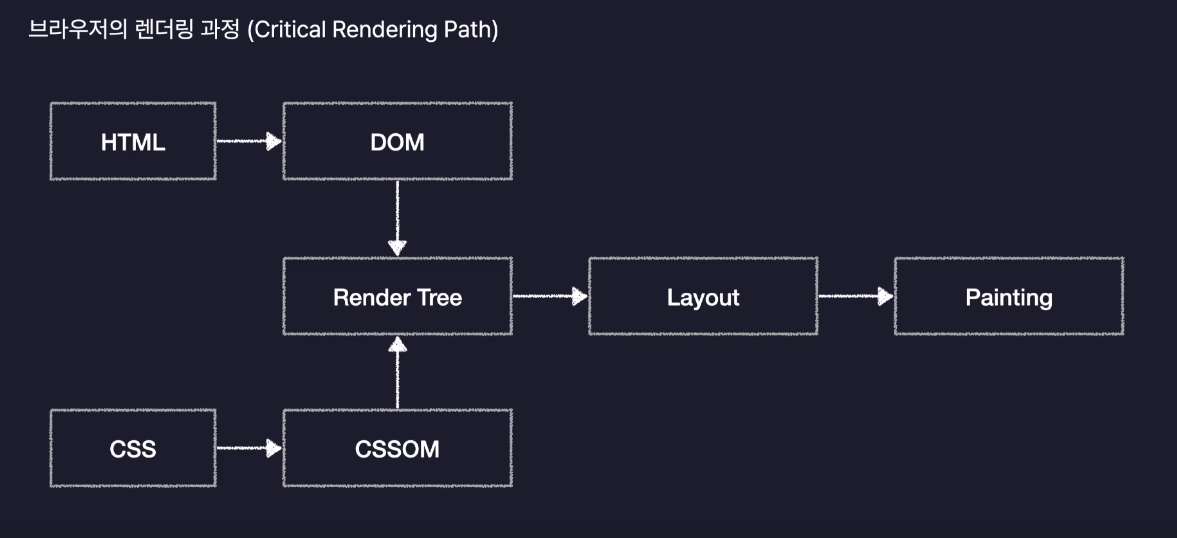 브라우저의 렌더링 과정 (Critical Rendering Path)
HTML
DOM
Render Tree
Layout
Painting
CSS
CSSOM